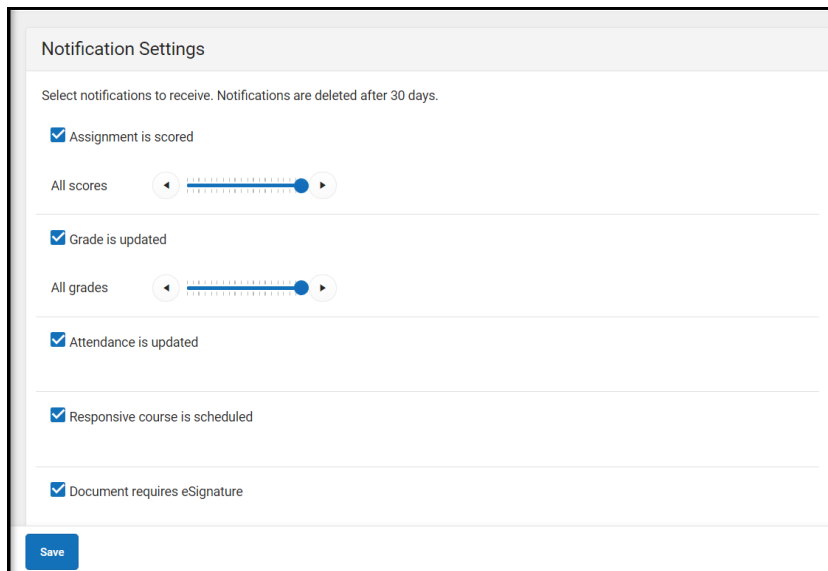 Notification Settings
Select notifications to receive. Notifications are deleted after 30 days.
Assignment is scored
All scores
Grade is updated
All grades
Attendance is updated
Responsive course is scheduled
Document requires eSignature
Save